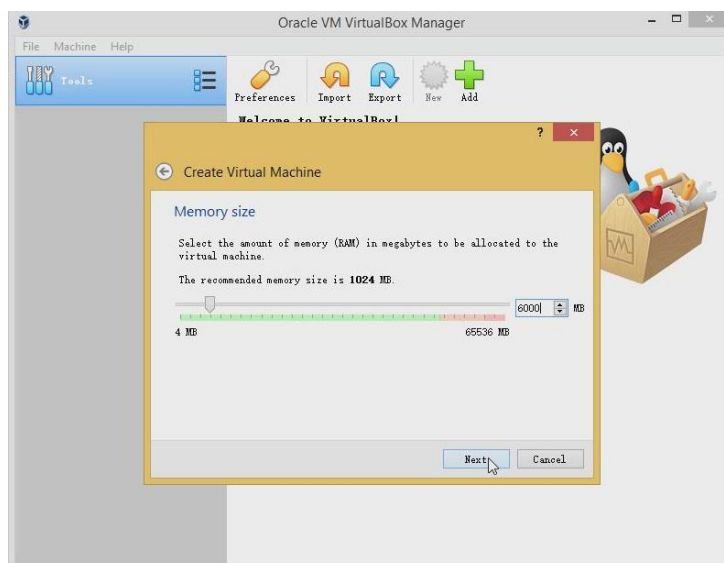 Oracle VM VirtualBox Manager
File Machine Help
Tools
Preferences Import Export New Add
Welcome to VirtualBox!
?
Create Virtual Machine
Memory size
Select the amount of memory (RAM) in megabytes to be allocated to the
virtual machine.
The recommended memory size is 1024 MB.
6000 MB
4 MB 65536 MB
Next Cancel